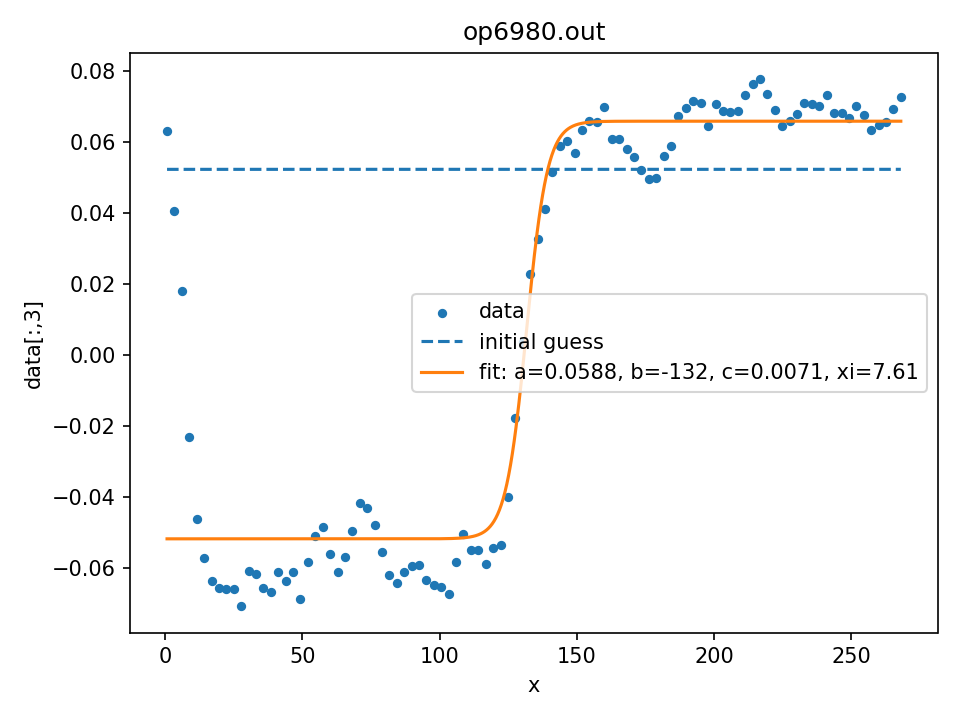 op6980.out
0.08
0.06
0.04
0.02
0.00
−0.02
−0.04
−0.06
data[:,3]
data
initial guess
fit: a=0.0588, b=-132, c=0.0071, xi=7.61
0 50 100 150 200 250
x